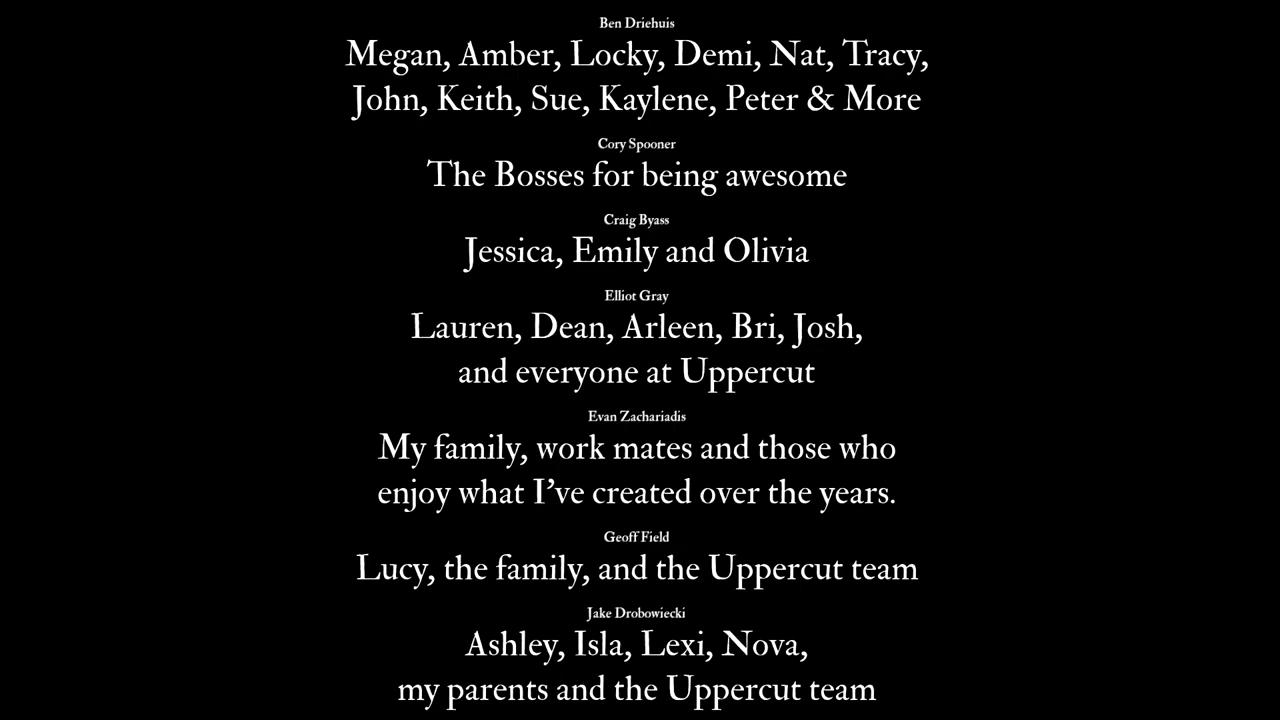 Ben Driehuis
Megan, Amber, Locky, Demi, Nat, Tracy,
John, Keith, Sue, Kaylene, Peter & More
Cory Spooner
The Bosses for being awesome
Craig Byass
Jessica, Emily and Olivia
Elliot Gray
Lauren, Dean, Arleen, Bri, Josh,
and everyone at Uppercut
Evan Zachariadis
My family, work mates and those who
enjoy what I've created over the years.
Geoff Field
Lucy, the family, and the Uppercut team
Jake Drobowiecki
Ashley, Isla, Lexi, Nova,
my parents and the Uppercut team